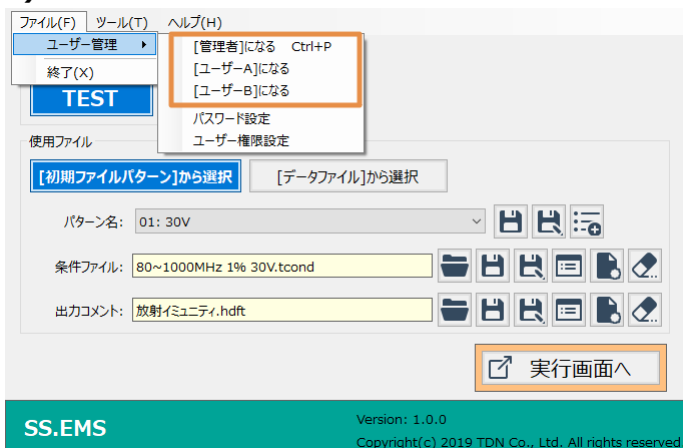 ファイル(F) ツール(T) ヘルプ(H)
ユーザー管理
[管理者]になる Ctrl+P
[ユーザーA]になる
[ユーザーB]になる
パスワード設定
ユーザー権限設定
終了(X)
TEST
使用ファイル
[初期ファイルパターン]から選択 [データファイル]から選択
パターン名: 01: 30V
条件ファイル: 80~1000MHz 1% 30V.tcond
出力コメント: 放射イミュニティ.hdft
実行画面へ
SS.EMS
Version: 1.0.0
Copyright(c) 2019 TDN Co., Ltd. All rights reserved